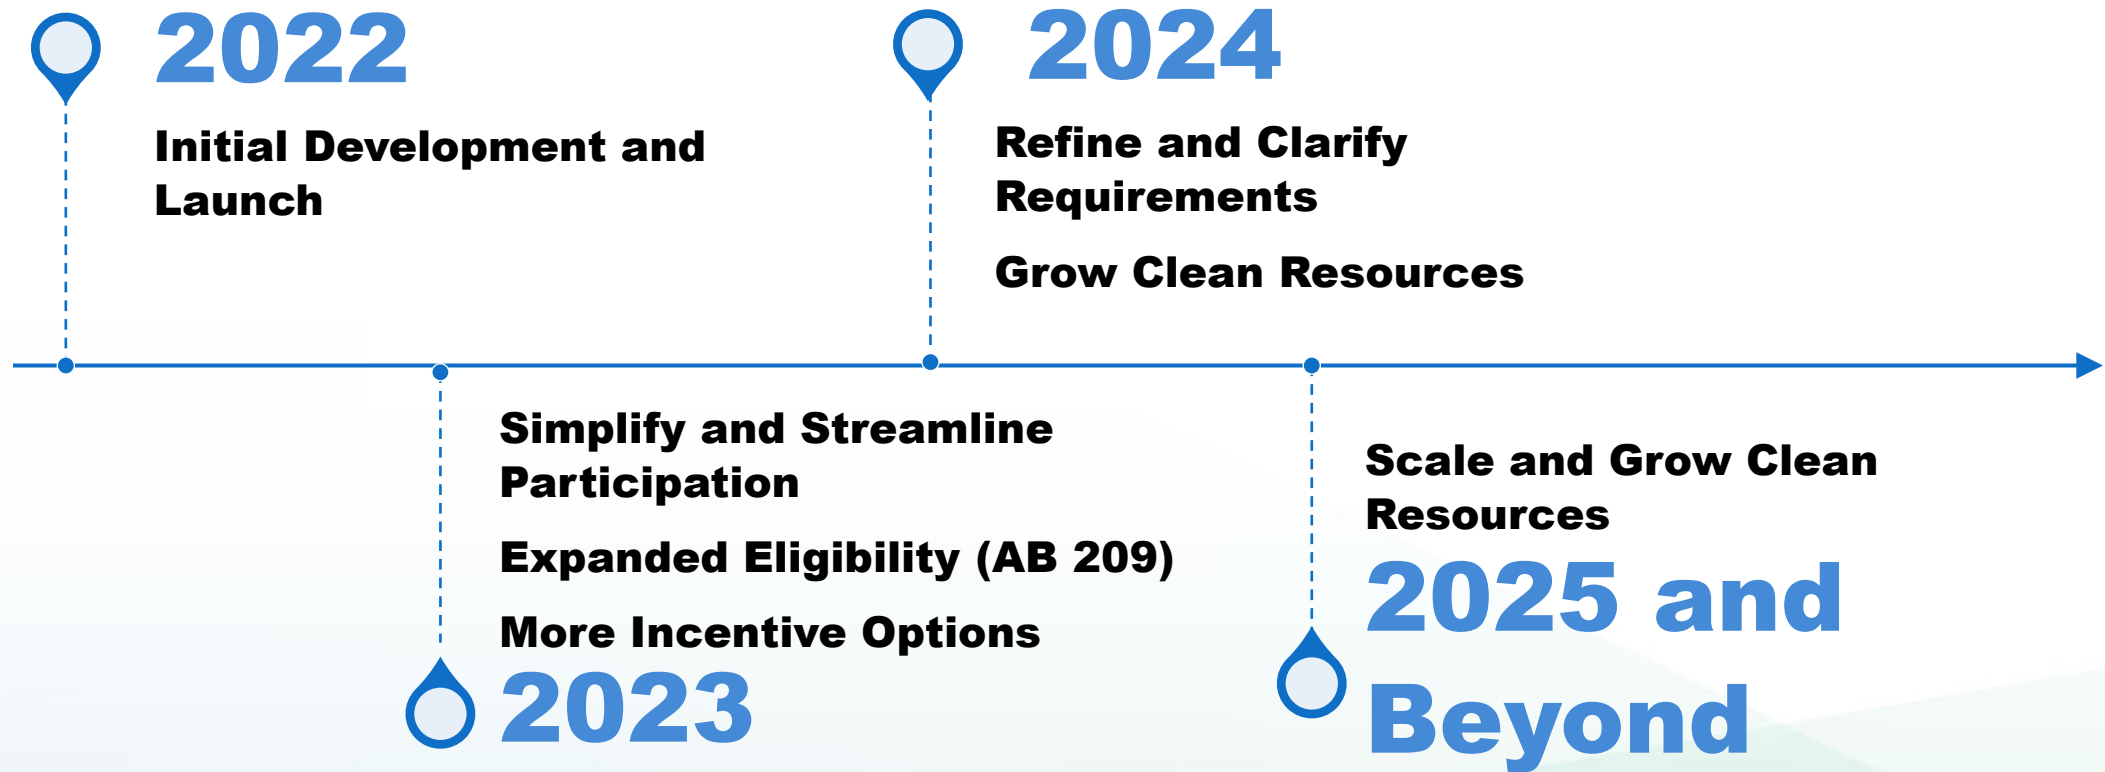 2022
Initial Development and
Launch
Simplify and Streamline
Participation
Expanded Eligibility (AB 209)
More Incentive Options
2023
2024
Refine and Clarify
Requirements
Grow Clean Resources
Scale and Grow Clean
Resources
2025 and
Beyond